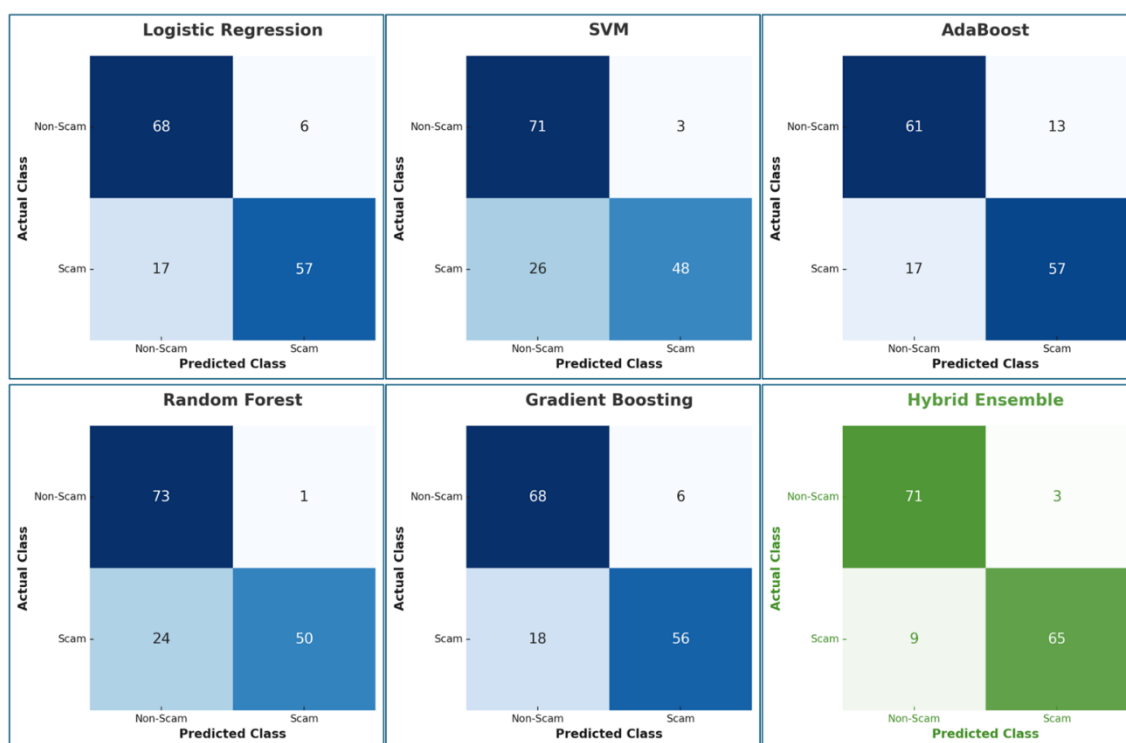 Logistic Regression
Non-Scam
68
6
Actual Class
Scam
17
57
Non-Scam
Scam
Predicted Class
SVM
Non-Scam
71
3
Actual Class
Scam
26
48
Non-Scam
Scam
Predicted Class
AdaBoost
Non-Scam
61
13
Actual Class
Scam
17
57
Non-Scam
Scam
Predicted Class
Random Forest
Non-Scam
73
1
Actual Class
Scam
24
50
Non-Scam
Scam
Predicted Class
Gradient Boosting
Non-Scam
68
6
Actual Class
Scam
18
56
Non-Scam
Scam
Predicted Class
Hybrid Ensemble
Non-Scam
71
3
Actual Class
Scam
9
65
Non-Scam
Scam
Predicted Class